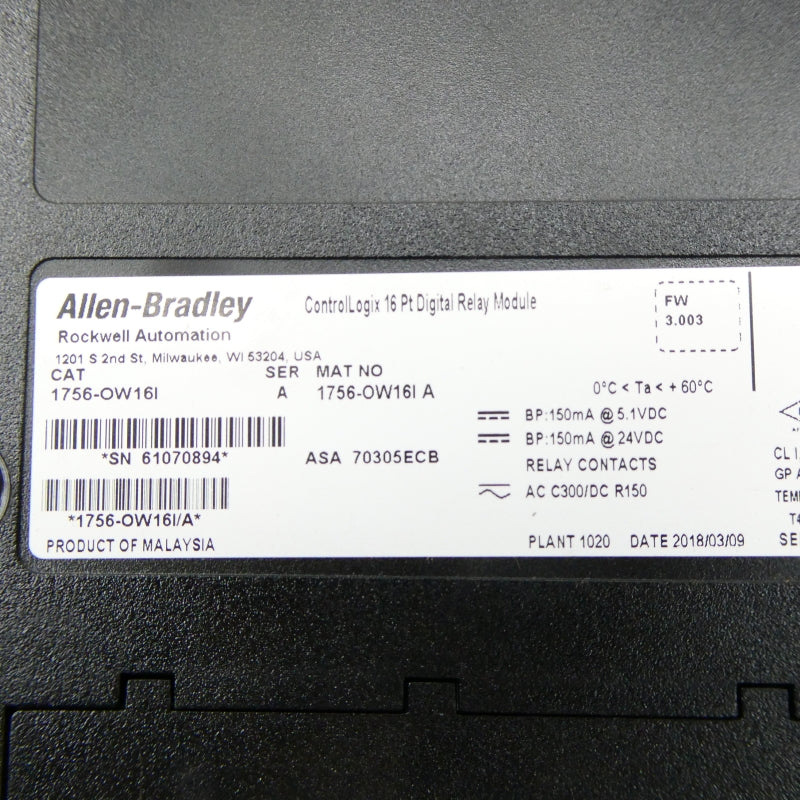 Allen-Bradley
ControlLogix 16 Pt Digital Relay Module
FW
3.003
Rockwell Automation
1201 S 2nd St, Milwaukee, WI 53204, USA
CAT SER MAT NO
1756-OW16I A 1756-OW16I A
0°C < Ta < + 60°C
BP:150mA @ 5.1VDC
BP:150mA @ 24VDC
*SN 61070894*
ASA 70305ECB
RELAY CONTACTS
AC C300/DC R150
*1756-OW16I/A*
PRODUCT OF MALAYSIA
PLANT 1020 DATE 2018/03/09
CL I,
GP A